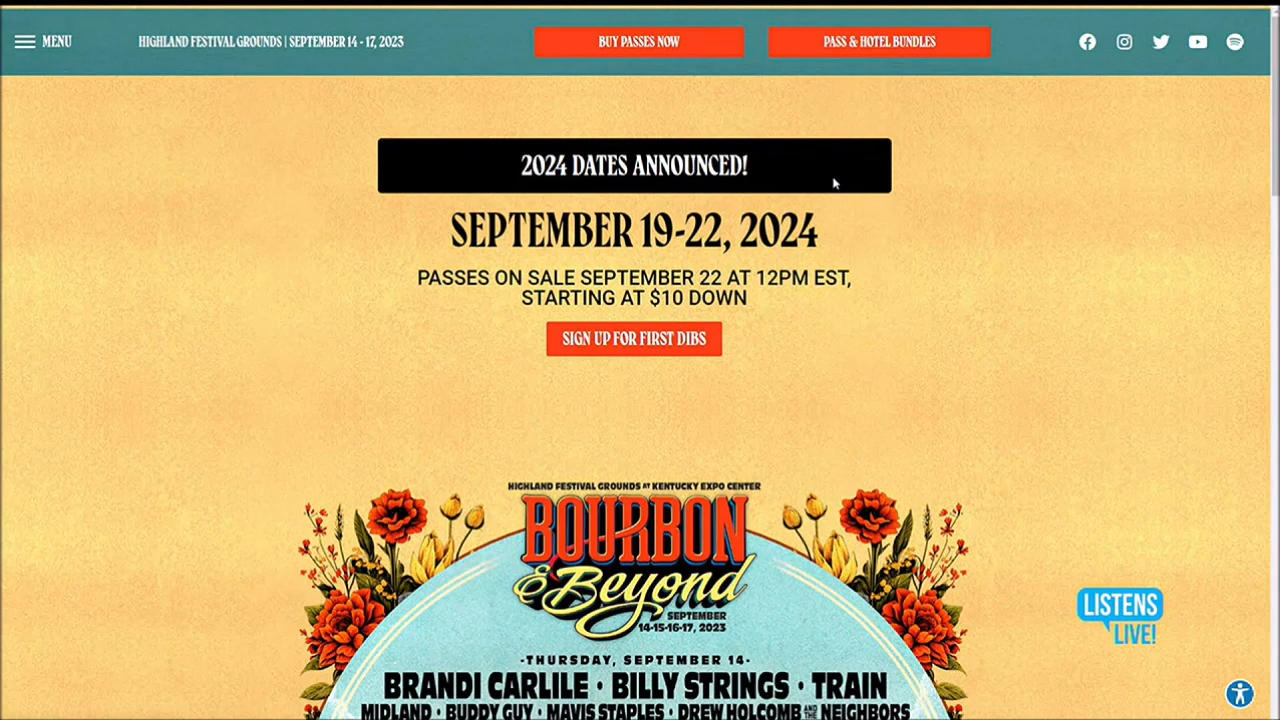 MENU
HIGHLAND FESTIVAL GROUNDS | SEPTEMBER 14 - 17, 2023
BUY PASSES NOW
PASS & HOTEL BUNDLES
2024 DATES ANNOUNCED!
SEPTEMBER 19-22, 2024
PASSES ON SALE SEPTEMBER 22 AT 12PM EST,
STARTING AT $10 DOWN
SIGN UP FOR FIRST DIBS
HIGHLAND FESTIVAL GROUNDS AT KENTUCKY EXPO CENTER
BOURBON
& Beyond
SEPTEMBER
14-15-16-17, 2023
-THURSDAY, SEPTEMBER 14-
BRANDI CARLILE • BILLY STRINGS • TRAIN
MIDLAND • BUDDY GUY • MAVIS STAPLES • DREW HOLCOMB AND THE NEIGHBORS
LISTENS
LIVE!